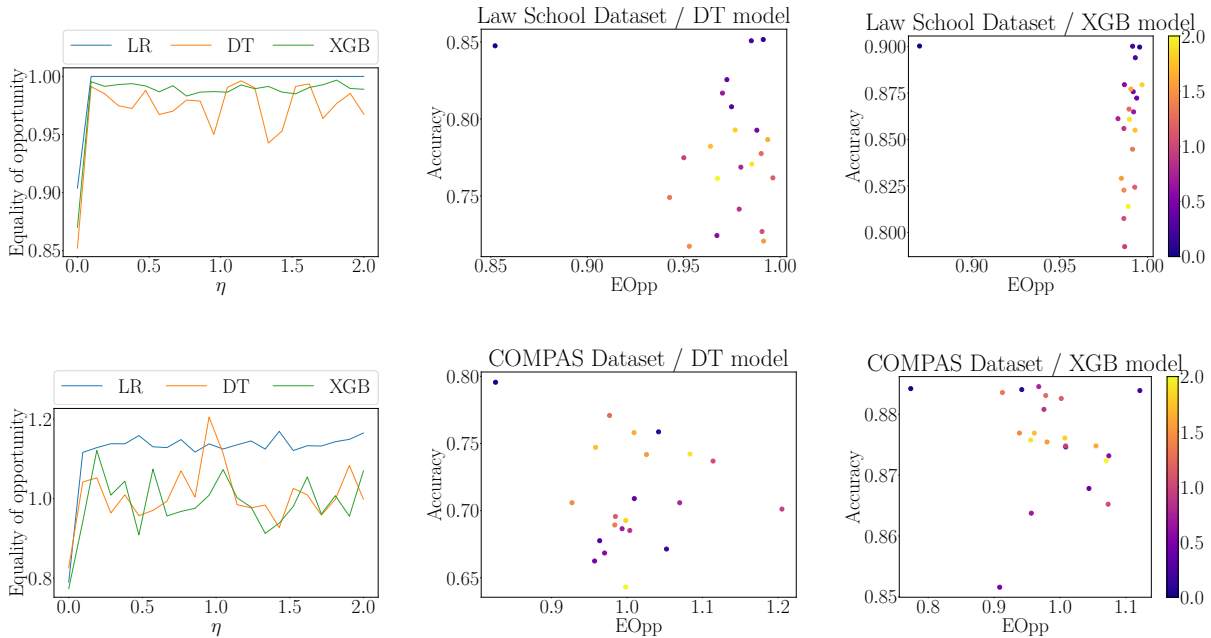 Law School Dataset / DT model
Law School Dataset / XGB model
LR DT XGB
1.00
0.95
0.90
0.85
Equality of opportunity
0.0 0.5 1.0 1.5 2.0
η
0.85
0.80
0.75
Accuracy
0.85 0.90 0.95 1.00
EOpp
0.900
0.875
0.850
0.825
0.800
Accuracy
0.90 0.95 1.00
EOpp
2.0
1.5
1.0
0.5
0.0
COMPAS Dataset / DT model
COMPAS Dataset / XGB model
LR DT XGB
1.2
1.0
0.8
Equality of opportunity
0.0 0.5 1.0 1.5 2.0
η
0.80
0.75
0.70
0.65
Accuracy
0.9 1.0 1.1 1.2
EOpp
0.88
0.87
0.86
0.85
Accuracy
0.8 0.9 1.0 1.1
EOpp
2.0
1.5
1.0
0.5
0.0